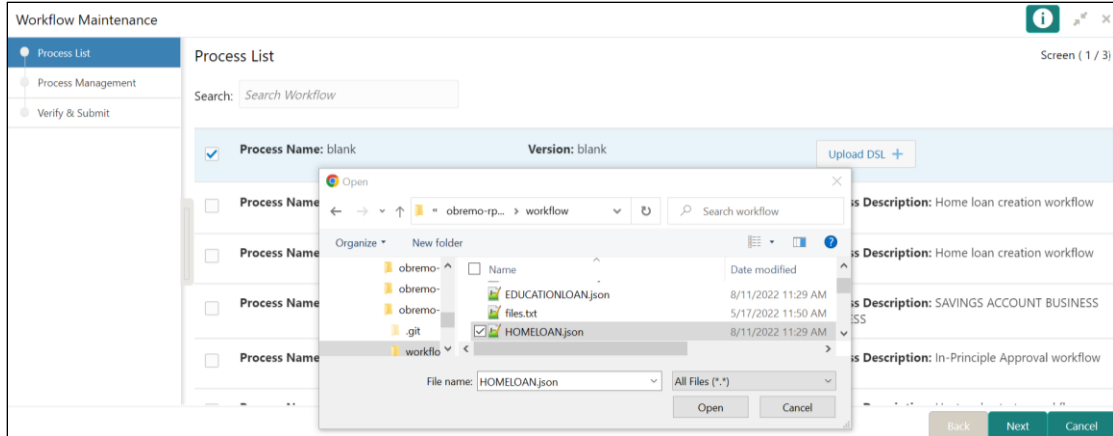 Workflow Maintenance
Process List
Process Management
Verify & Submit
Process List
Screen ( 1 / 3)
Search: Search Workflow
Process Name: blank Version: blank Upload DSL +
Open
obremo-rp... > workflow Search workflow
Organize New folder
Name Date modified
obremo-
obremo- EDUCATIONLOAN.json 8/11/2022 11:29 AM
obremo- files.txt 5/17/2022 11:50 AM
.git HOMELOAN.json 8/11/2022 11:29 AM
workflo
File name: HOMELOAN.json All Files (*.*)
Open Cancel
Process Name ss Description: Home loan creation workflow
Process Name ss Description: Home loan creation workflow
Process Name ss Description: SAVINGS ACCOUNT BUSINESS
SS
Process Name ss Description: In-Principle Approval workflow
Back Next Cancel